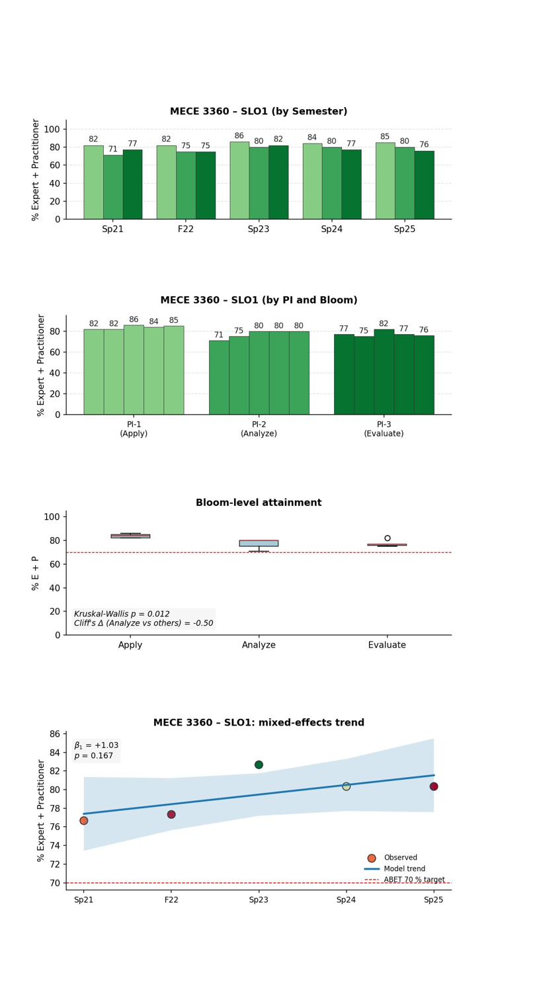 MECE 3360 – SLO1 (by Semester)
% Expert + Practitioner
100
80
60
40
20
0
82 71 77 82 75 75 86 80 82 84 80 77 85 80 76
Sp21 F22 Sp23 Sp24 Sp25
MECE 3360 – SLO1 (by PI and Bloom)
% Expert + Practitioner
80
60
40
20
0
82 82 86 84 85 71 75 80 80 80 77 75 82 77 76
PI-1 PI-2 PI-3
(Apply) (Analyze) (Evaluate)
Bloom-level attainment
% E + P
100
80
60
40
20
0
Kruskal-Wallis p = 0.012
Cliff's Δ (Analyze vs others) = -0.50
Apply Analyze Evaluate
MECE 3360 – SLO1: mixed-effects trend
% Expert + Practitioner
86
84
82
80
78
76
74
72
70
β₁ = +1.03
p = 0.167
Observed
Model trend
ABET 70 % target
Sp21 F22 Sp23 Sp24 Sp25